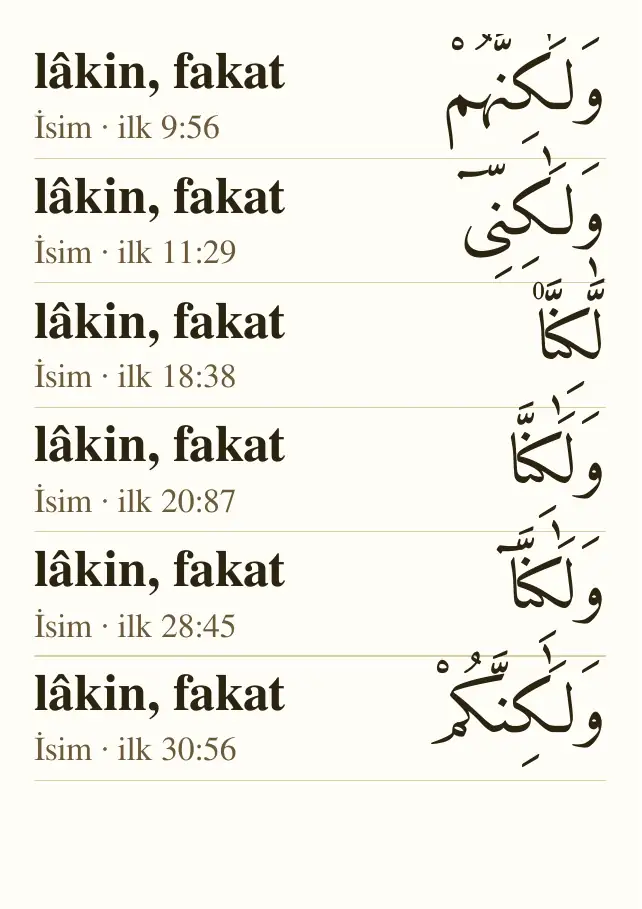 lâkin, fakat وَلَـٰكِنَّهُمْ
İsim · ilk 9:56
lâkin, fakat وَلَـٰكِنِّىٓ
İsim · ilk 11:29
lâkin, fakat لَّـٰكِنَّا۠
İsim · ilk 18:38
lâkin, fakat وَلَـٰكِنَّا
İsim · ilk 20:87
lâkin, fakat وَلَـٰكِنَّآ
İsim · ilk 28:45
lâkin, fakat وَلَـٰكِنَّكُمْ
İsim · ilk 30:56